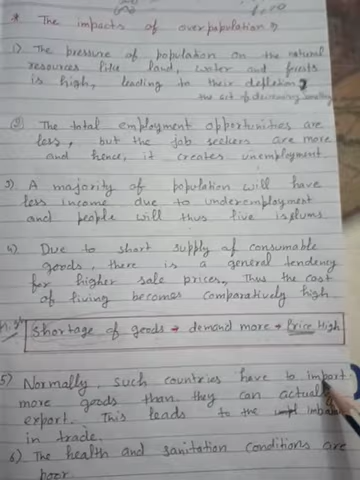 * The impacts of overpopulation ⇒
1) The pressure of population on the natural
resources like land, water and forests
is high, leading to their depletion
the act of decreasing
② The total employment opportunities are
less, but the job seekers are more
and hence, it creates unemployment.
3) A majority of population will have
less income due to underemployment
and people will thus live is slums.
4) Due to short supply of consumable
goods, there is a general tendency
for higher sale prices, Thus the cost
of living becomes comparatively high
Shortage of goods → demand more → Price High
5) Normally, such countries have to import
more goods than they can actually
export. This leads to the
in trade.
6) The health and sanitation conditions are
poor.